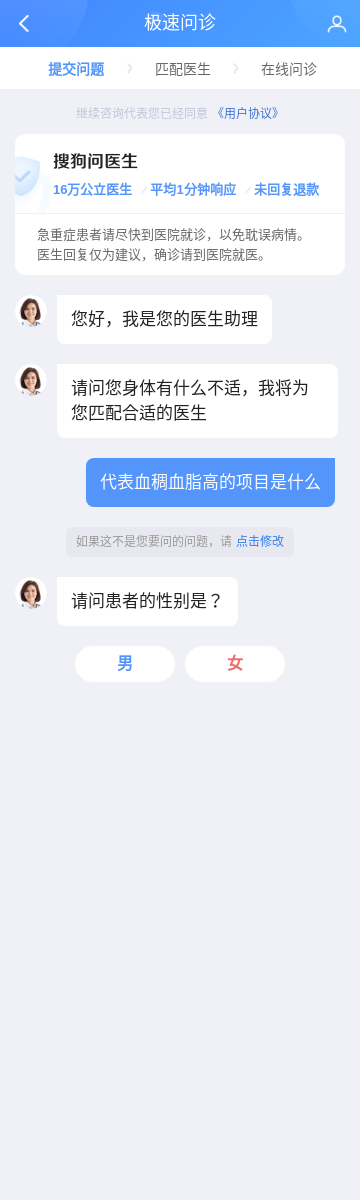 极速问诊
提交问题 匹配医生 在线问诊
继续咨询代表您已经同意 《用户协议》
搜狗问医生
16万公立医生 平均1分钟响应 未回复退款
急重症患者请尽快到医院就诊，以免耽误病情。
医生回复仅为建议，确诊请到医院就医。
您好，我是您的医生助理
请问您身体有什么不适，我将为
您匹配合适的医生
代表血稠血脂高的项目是什么
如果这不是您要问的问题，请 点击修改
请问患者的性别是？
男 女